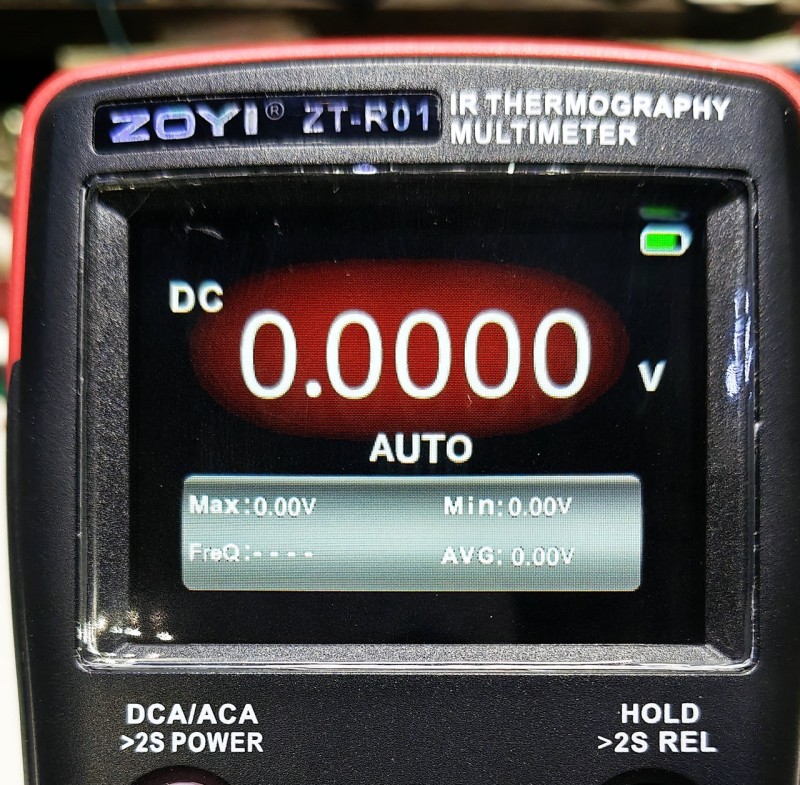 ZOYI® ZT-R01 IR THERMOGRAPHY
MULTIMETER
DC
0.0000 V
AUTO
Max:0.00V Min:0.00V
FreQ:---- AVG: 0.00V
DCA/ACA HOLD
>2S POWER >2S REL